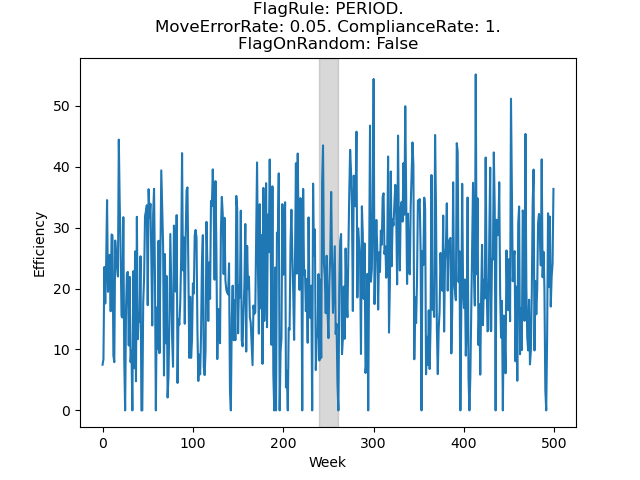 FlagRule: PERIOD.
MoveErrorRate: 0.05. ComplianceRate: 1.
FlagOnRandom: False
Efficiency
50
40
30
20
10
0
0 100 200 300 400 500
Week